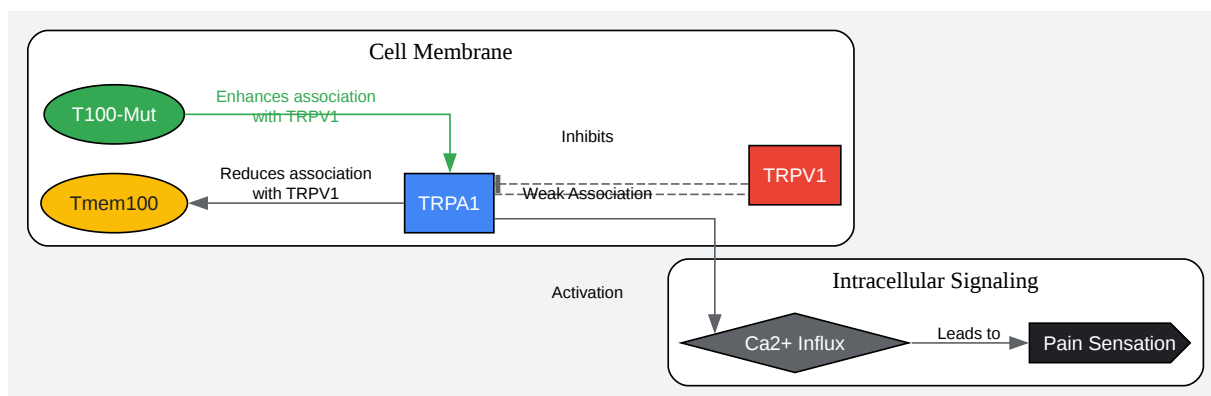 Cell Membrane
T100-Mut
Enhances association
with TRPV1
Inhibits
Tmem100
Reduces association
with TRPV1
TRPA1
Weak Association
TRPV1
Activation
Intracellular Signaling
Ca2+ Influx
Leads to
Pain Sensation